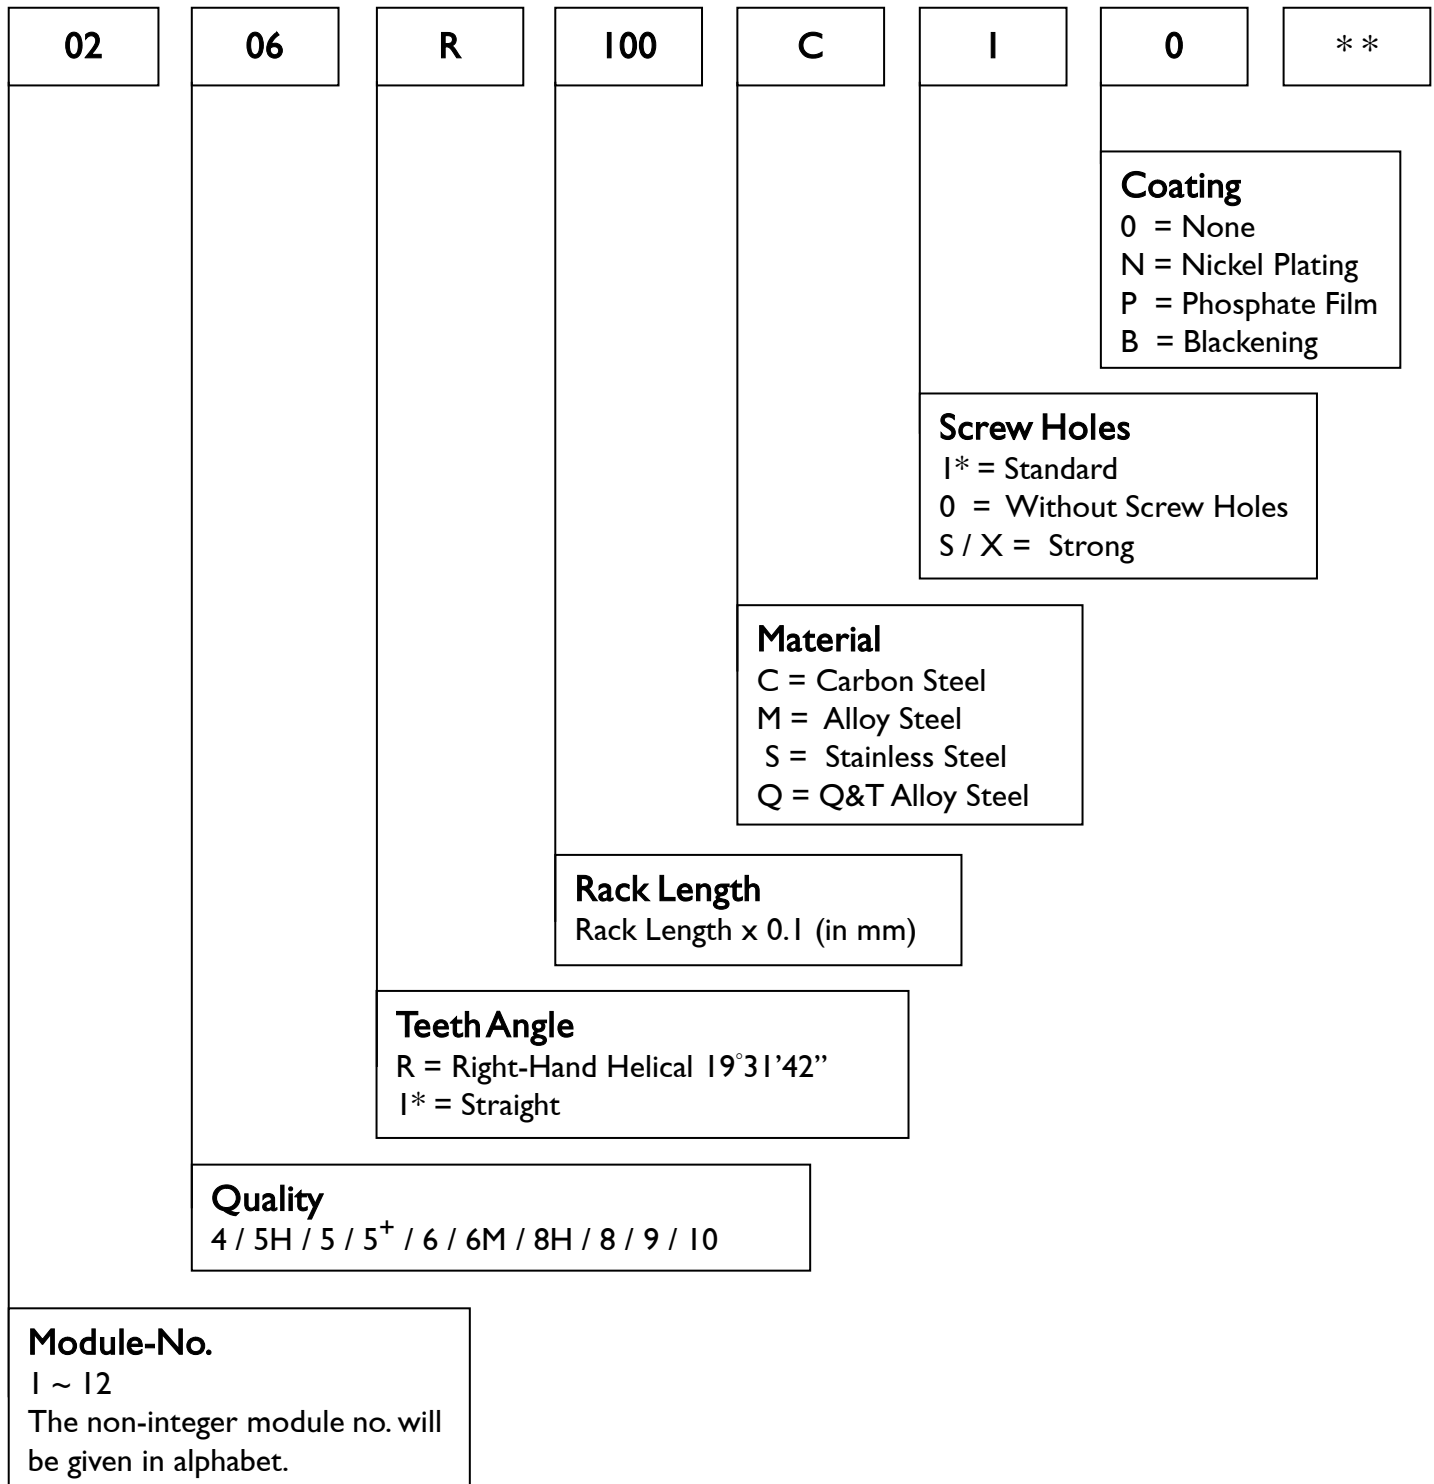 02 06 R 100 C 1 0 **
Coating
0 = None
N = Nickel Plating
P = Phosphate Film
B = Blackening
Screw Holes
1* = Standard
0 = Without Screw Holes
S / X = Strong
Material
C = Carbon Steel
M = Alloy Steel
S = Stainless Steel
Q = Q&T Alloy Steel
Rack Length
Rack Length x 0.1 (in mm)
Teeth Angle
R = Right-Hand Helical 19°31’42”
1* = Straight
Quality
4 / 5H / 5 / 5+ / 6 / 6M / 8H / 8 / 9 / 10
Module-No.
1 ~ 12
The non-integer module no. will
be given in alphabet.